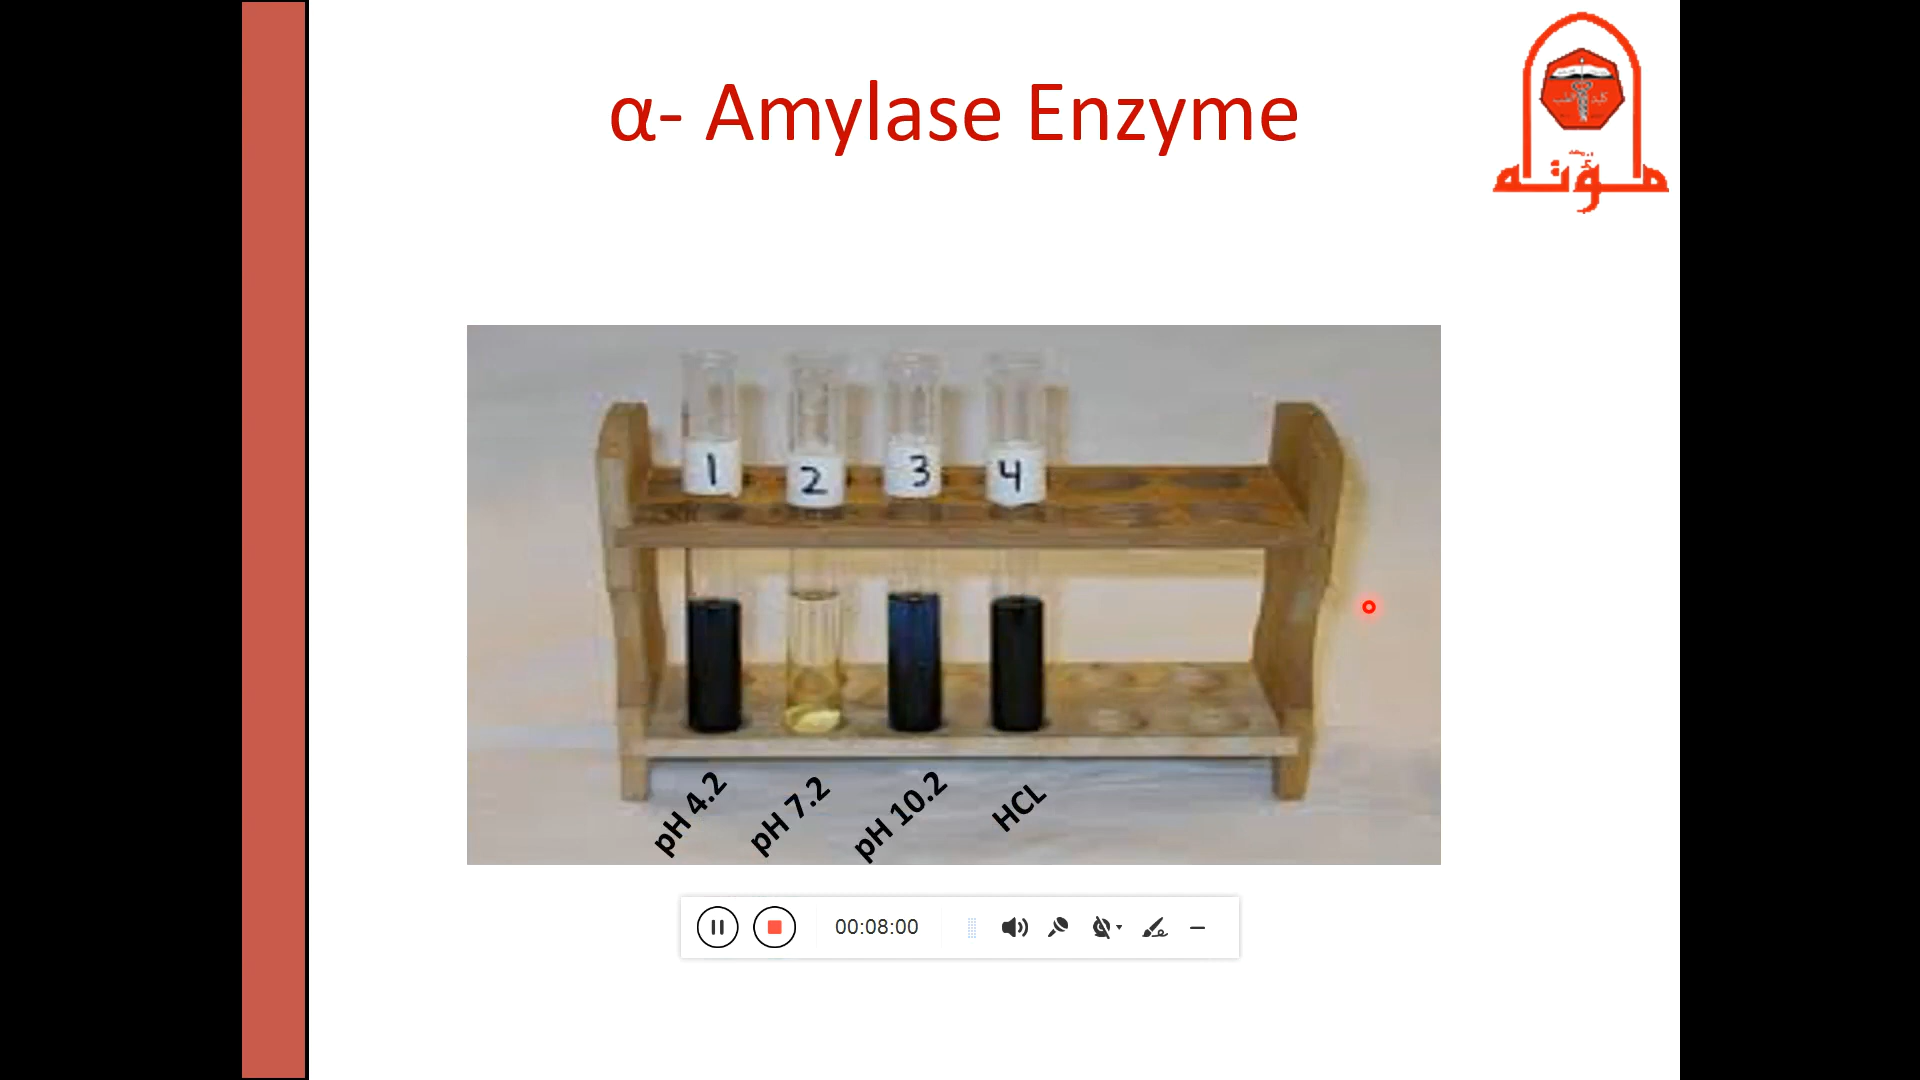 α- Amylase Enzyme
مؤته
1
2
3
4
pH 4.2
pH 7.2
pH 10.2
HCL
00:08:00